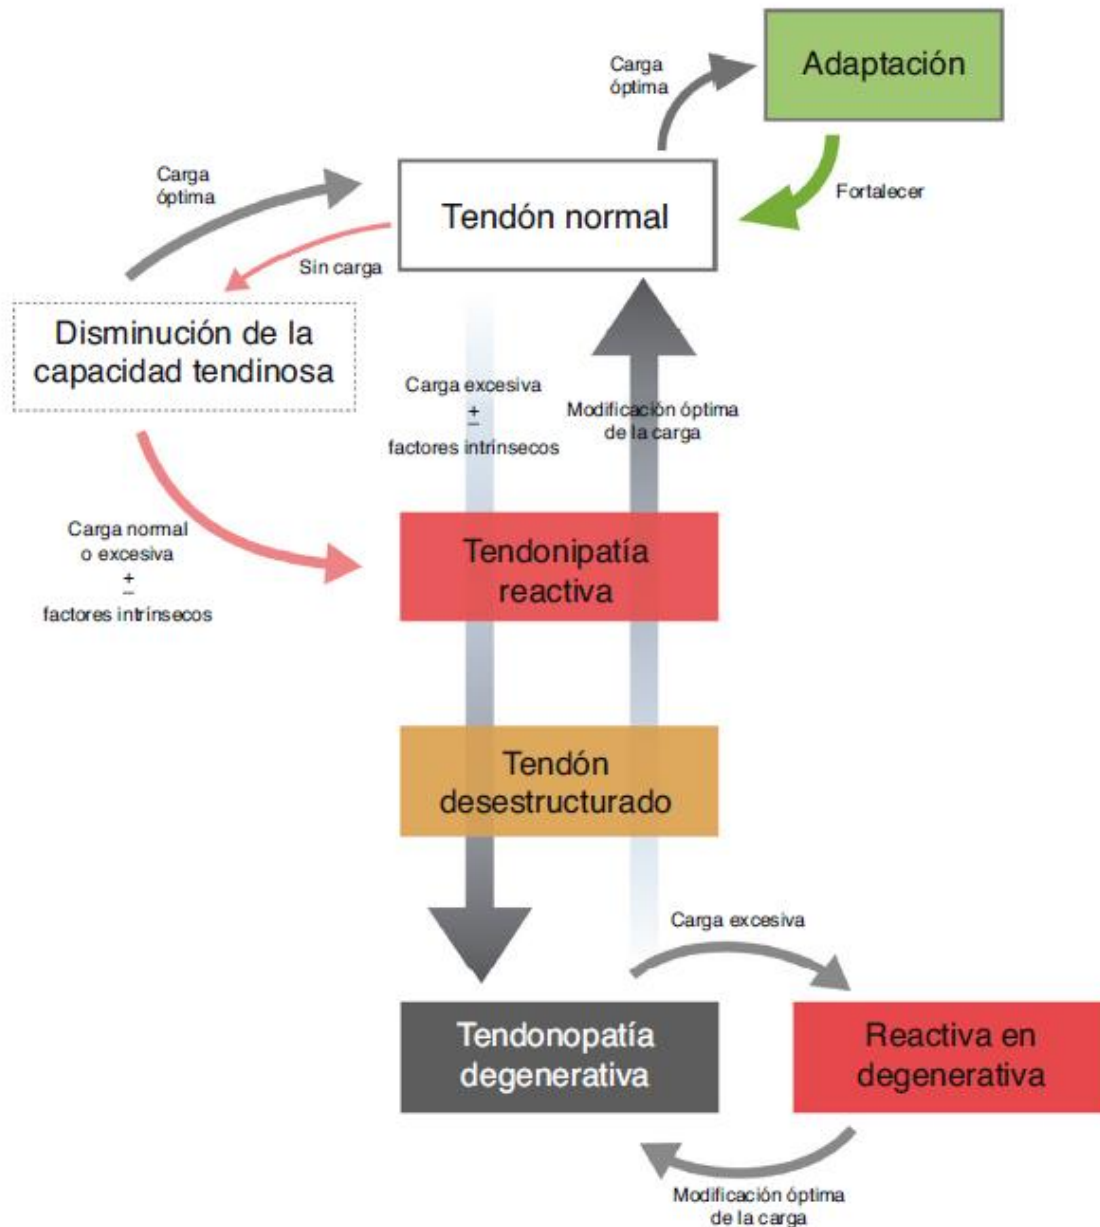 Carga
óptima
Adaptación
Fortalecer
Carga
óptima
Tendón normal
Sin carga
Disminución de la
capacidad tendinosa
Carga excesiva
±
factores intrínsecos
Modificación óptima
de la carga
Carga normal
o excesiva
±
factores intrínsecos
Tendonipatía
reactiva
Tendón
desestructurado
Carga excesiva
Tendonopatía
degenerativa
Reactiva en
degenerativa
Modificación óptima
de la carga